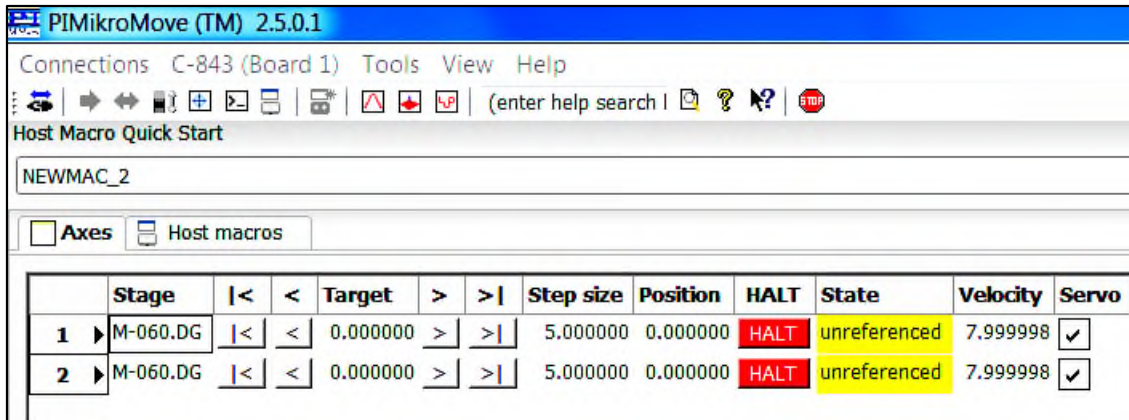 PIMikroMove (TM) 2.5.0.1
Connections C-843 (Board 1) Tools View Help
(enter help search l
STOP
Host Macro Quick Start
NEWMAC_2
Axes Host macros
Stage |< < Target > >| Step size Position HALT State Velocity Servo
1 M-060.DG |< < 0.000000 > >| 5.000000 0.000000 HALT unreferenced 7.999998
2 M-060.DG |< < 0.000000 > >| 5.000000 0.000000 HALT unreferenced 7.999998